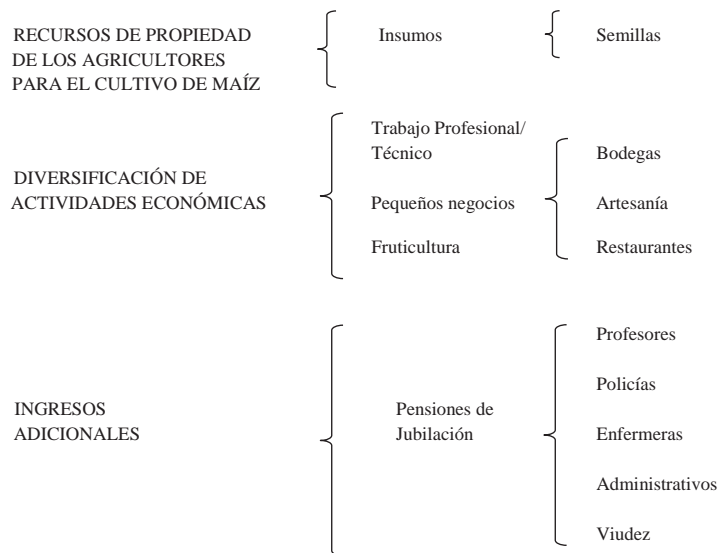 RECURSOS DE PROPIEDAD
DE LOS AGRICULTORES
PARA EL CULTIVO DE MAÍZ
Insumos
Semillas
DIVERSIFICACIÓN DE
ACTIVIDADES ECONÓMICAS
Trabajo Profesional/
Técnico
Pequeños negocios
Fruticultura
Bodegas
Artesanía
Restaurantes
INGRESOS
ADICIONALES
Pensiones de
Jubilación
Profesores
Policías
Enfermeras
Administrativos
Viudez